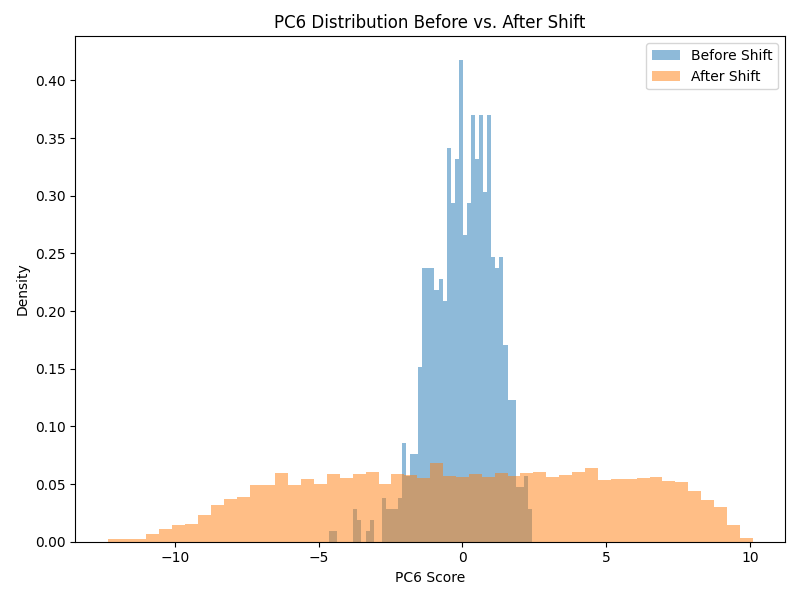 PC6 Distribution Before vs. After Shift
Before Shift
After Shift
0.40
0.35
0.30
0.25
0.20
0.15
0.10
0.05
0.00
Density
−10
−5
0
5
10
PC6 Score